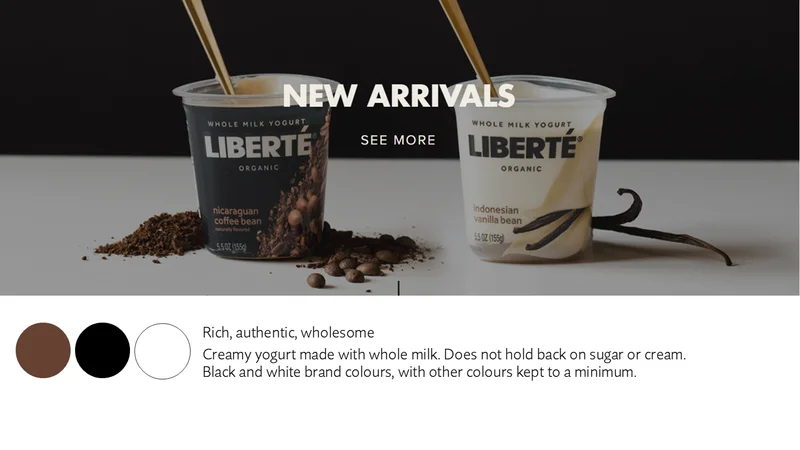 NEW ARRIVALS
SEE MORE
WHOLE MILK YOGURT
LIBERTÉ®
ORGANIC
nicaraguan
coffee bean
naturally flavored
5.5 OZ (155g)
WHOLE MILK YOGURT
LIBERTÉ®
ORGANIC
indonesian
vanilla bean
5.5 OZ (155g)
Rich, authentic, wholesome
Creamy yogurt made with whole milk. Does not hold back on sugar or cream.
Black and white brand colours, with other colours kept to a minimum.